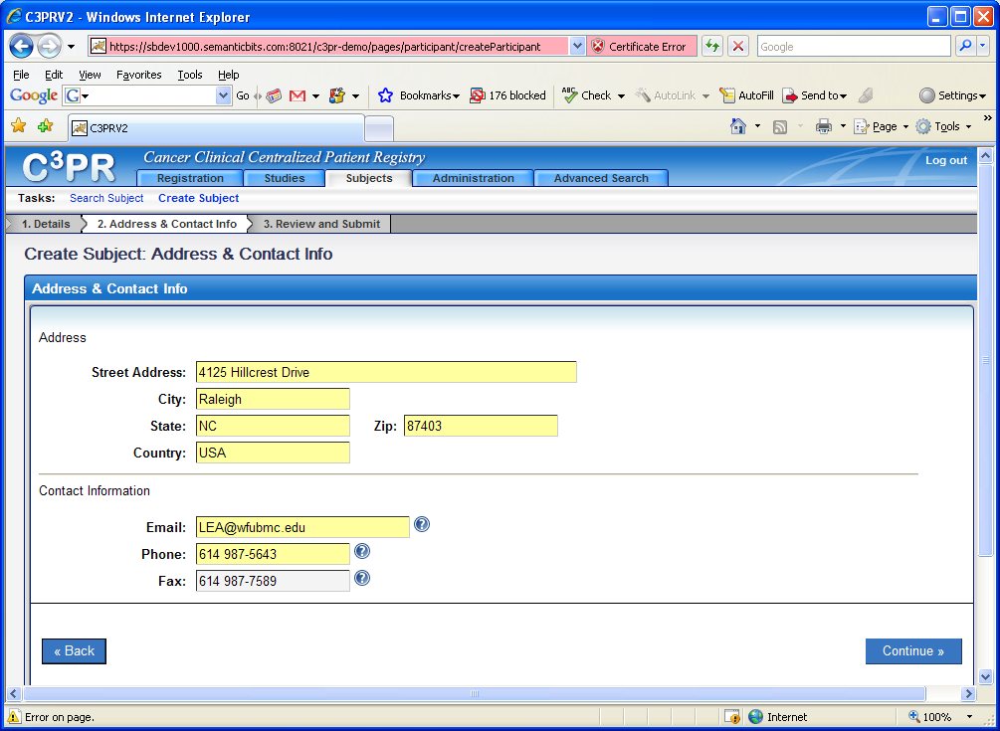 C3PRV2 - Windows Internet Explorer
https://sbdev1000.semanticbits.com:8021/c3pr-demo/pages/participant/createParticipant Certificate Error Google
File Edit View Favorites Tools Help
Google G Go Bookmarks 176 blocked ABC Check AutoLink AutoFill Send to Settings
C3PRV2 Page Tools »
C3PR Cancer Clinical Centralized Patient Registry Log out
Registration Studies Subjects Administration Advanced Search
Tasks: Search Subject Create Subject
1. Details 2. Address & Contact Info 3. Review and Submit
Create Subject: Address & Contact Info
Address & Contact Info
Address
Street Address: 4125 Hillcrest Drive
City: Raleigh
State: NC Zip: 87403
Country: USA
Contact Information
Email: LEA@wfubmc.edu ?
Phone: 614 987-5643 ?
Fax: 614 987-7589 ?
« Back Continue »
Error on page. Internet 100%